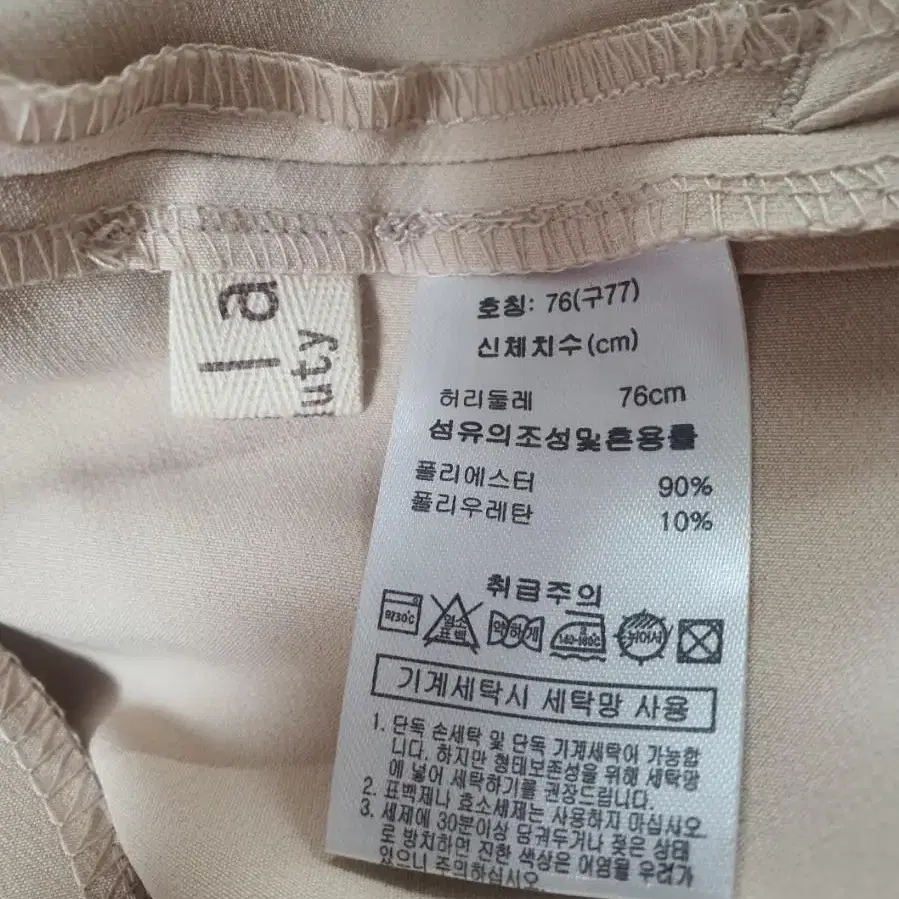 la
uty
호칭: 76(구77)
신체치수(cm)
허리둘레 76cm
섬유의조성및혼용률
폴리에스터 90%
폴리우레탄 10%
취급주의
약30℃
염소표백
약하게
140-160℃
뉘어서
기계세탁시 세탁망 사용
1. 단독 손세탁 및 단독 기계세탁이 가능합
니다. 하지만 형태보존성을 위해 세탁망
에 넣어 세탁하기를 권장드립니다.
2. 표백제나 효소세제는 사용하지 마십시오
3. 세제에 30분이상 담궈두거나 젖은 상태
로 방치하면 진한 색상은 이염될 우려가
있으니 주의하십시오